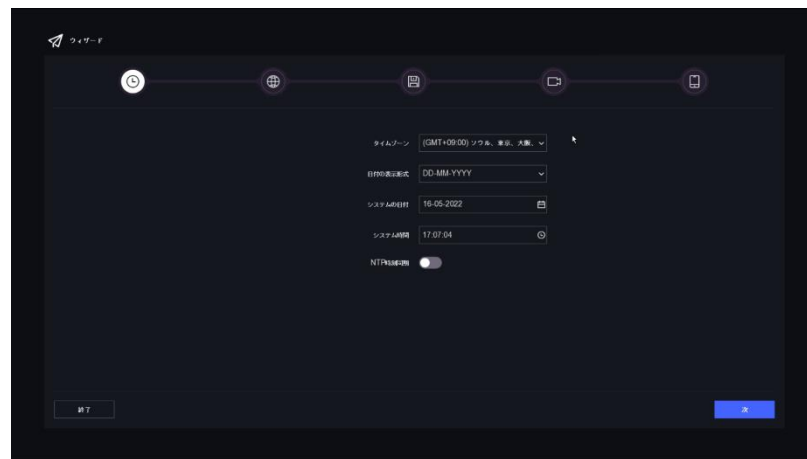 ウィザード
タイムゾーン (GMT+09:00) ソウル、東京、大阪、
日付の表示形式 DD-MM-YYYY
システムの日付 16-05-2022
システム時間 17:07:04
NTP時刻同期
終了
次